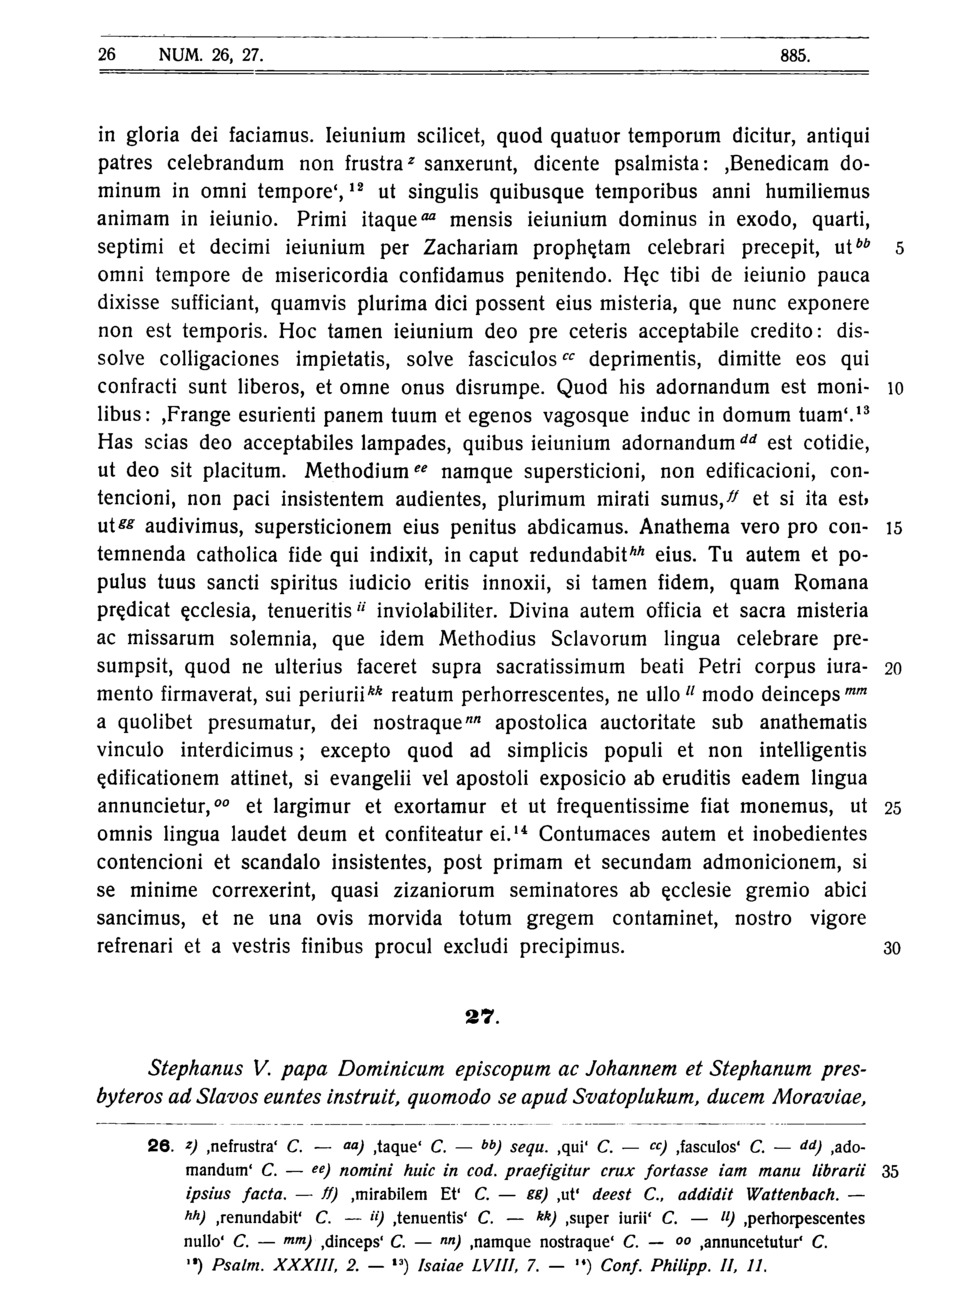 26 NUM. 26, 27. 885.
in gloria dei faciamus. Ieiunium scilicet, quod quatuor temporum dicitur, antiqui
patres celebrandum non frustra z sanxerunt, dicente psalmista: ‚Benedicam do-
minum in omni tempore‘, 12 ut singulis quibusque temporibus anni humiliemus
animam in ieiunio. Primi itaque aa mensis ieiunium dominus in exodo, quarti,
septimi et decimi ieiunium per Zachariam prophętam celebrari precepit, ut bb 5
omni tempore de misericordia confidamus penitendo. Hęc tibi de ieiunio pauca
dixisse sufficiant, quamvis plurima dici possent eius misteria, que nunc exponere
non est temporis. Hoc tamen ieiunium deo pre ceteris acceptabile credito: dis-
solve colligaciones impietatis, solve fasciculos cc deprimentis, dimitte eos qui
confracti sunt liberos, et omne onus disrumpe. Quod his adornandum est moni- 10
libus: ‚Frange esurienti panem tuum et egenos vagosque induc in domum tuam‘.13
Has scias deo acceptabiles lampades, quibus ieiunium adornandum dd est cotidie,
ut deo sit placitum. Methodium ee namque supersticioni, non edificacioni, con-
tencioni, non paci insistentem audientes, plurimum mirati sumus, ff et si ita est,
ut gg audivimus, supersticionem eius penitus abdicamus. Anathema vero pro con- 15
temnenda catholica fide qui indixit, in caput redundabit hh eius. Tu autem et po-
pulus tuus sancti spiritus iudicio eritis innoxii, si tamen fidem, quam Romana
prędicat ęcclesia, tenueritis ii inviolabiliter. Divina autem officia et sacra misteria
ac missarum solemnia, que idem Methodius Sclavorum lingua celebrare pre-
sumpsit, quod ne ulterius faceret supra sacratissimum beati Petri corpus iura- 20
mento firmaverat, sui periurii kk reatum perhorrescentes, ne ullo ll modo deinceps mm
a quolibet presumatur, dei nostraque nn apostolica auctoritate sub anathematis
vinculo interdicimus; excepto quod ad simplicis populi et non intelligentis
ędificationem attinet, si evangelii vel apostoli exposicio ab eruditis eadem lingua
annuncietur, oo et largimur et exortamur et ut frequentissime fiat monemus, ut 25
omnis lingua laudet deum et confiteatur ei.14 Contumaces autem et inobedientes
contencioni et scandalo insistentes, post primam et secundam admonicionem, si
se minime correxerint, quasi zizaniorum seminatores ab ęcclesie gremio abici
sancimus, et ne una ovis morvida totum gregem contaminet, nostro vigore
refrenari et a vestris finibus procul excludi precipimus. 30
27.
Stephanus V. papa Dominicum episcopum ac Johannem et Stephanum pres-
byteros ad Slavos euntes instruit, quomodo se apud Svatoplukum, ducem Moraviae,
26. z) ‚nefrustra‘ C. — aa) ‚taque‘ C. — bb) sequ. ‚qui‘ C. — cc) ‚fasculos‘ C. — dd) ‚ado-
mandum‘ C. — ee) nomini huic in cod. praefigitur crux fortasse iam manu librarii 35
ipsius facta. — ff) ‚mirabilem Et‘ C. — gg) ‚ut‘ deest C., addidit Wattenbach. —
hh) ‚renundabit‘ C. — ii) ‚tenuentis‘ C. — kk) ‚super iurii‘ C. — ll) ‚perhorpescentes
nullo‘ C. — mm) ‚dinceps‘ C. — nn) ‚namque nostraque‘ C. — oo ‚annuncetutur‘ C.
12) Psalm. XXXIII, 2. — 13) Isaiae LVIII, 7. — 14) Conf. Philipp. II, 11.